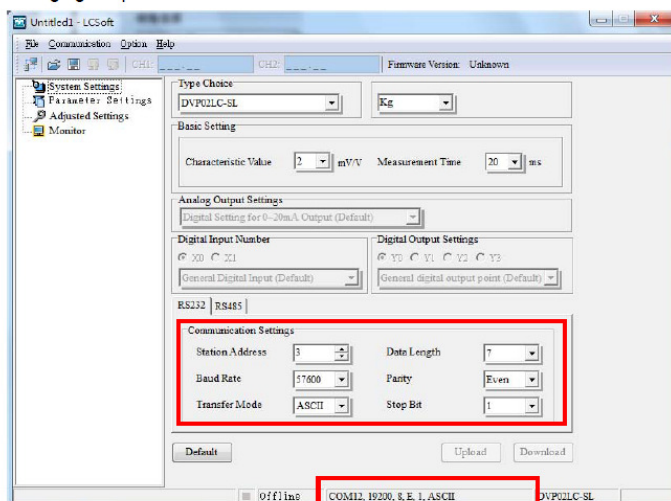 Untitled1 - LCSoft
File Communication Option Help
CH1: ___.__ CH2: ___.__ Firmware Version: Unknown
System Settings
Parameter Settings
Adjusted Settings
Monitor
Type Choice
DVP02LC-SL Kg
Basic Setting
Characteristic Value 2 mV/V Measurement Time 20 ms
Analog Output Settings
Digital Setting for 0~20mA Output (Default)
Digital Input Number
X0 X1
General Digital Input (Default)
Digital Output Settings
Y0 Y1 Y2 Y3
General digital output point (Default)
RS232 RS485
Communication Settings
Station Address 3 Data Length 7
Baud Rate 57600 Parity Even
Transfer Mode ASCII Stop Bit 1
Default Upload Download
Offline COM12, 19200, 8, E, 1, ASCII DVP02LC-SL